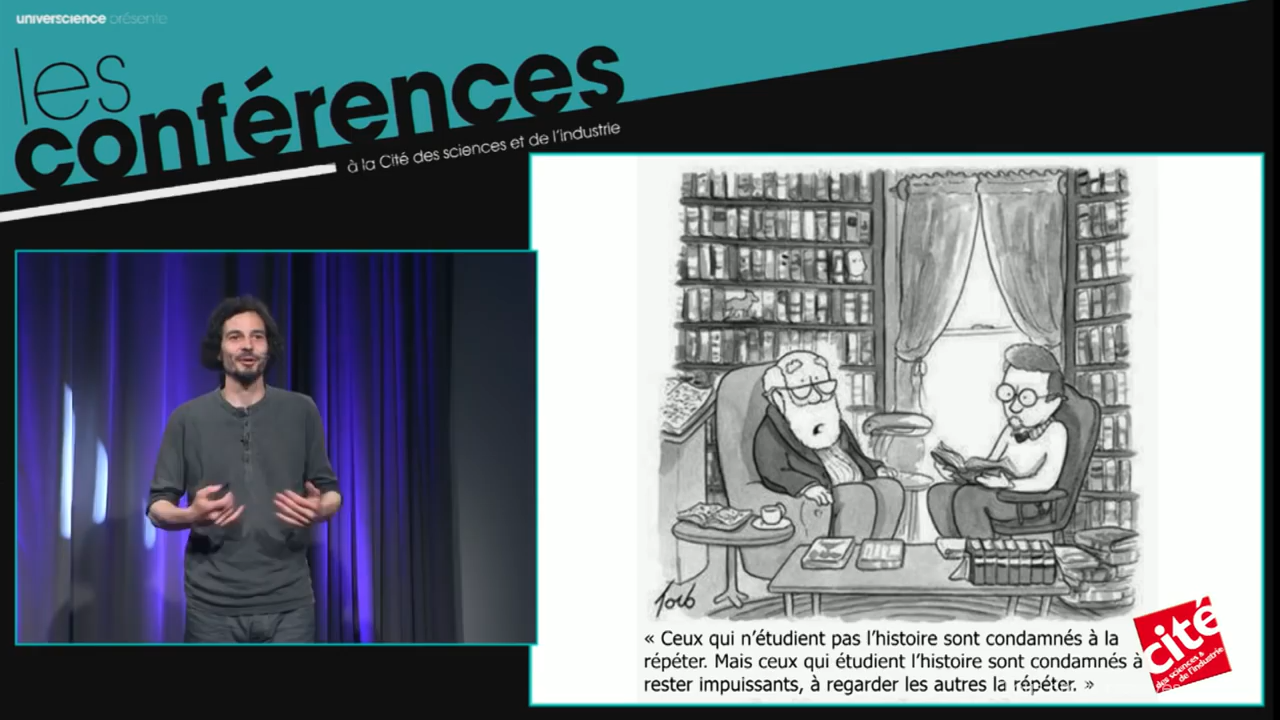 universcience présente
les
conférences
à la Cité des sciences et de l'industrie
Toro
« Ceux qui n'étudient pas l'histoire sont condamnés à la
répéter. Mais ceux qui étudient l'histoire sont condamnés à
rester impuissants, à regarder les autres la répéter. »
cité
des sciences &
de l'industrie